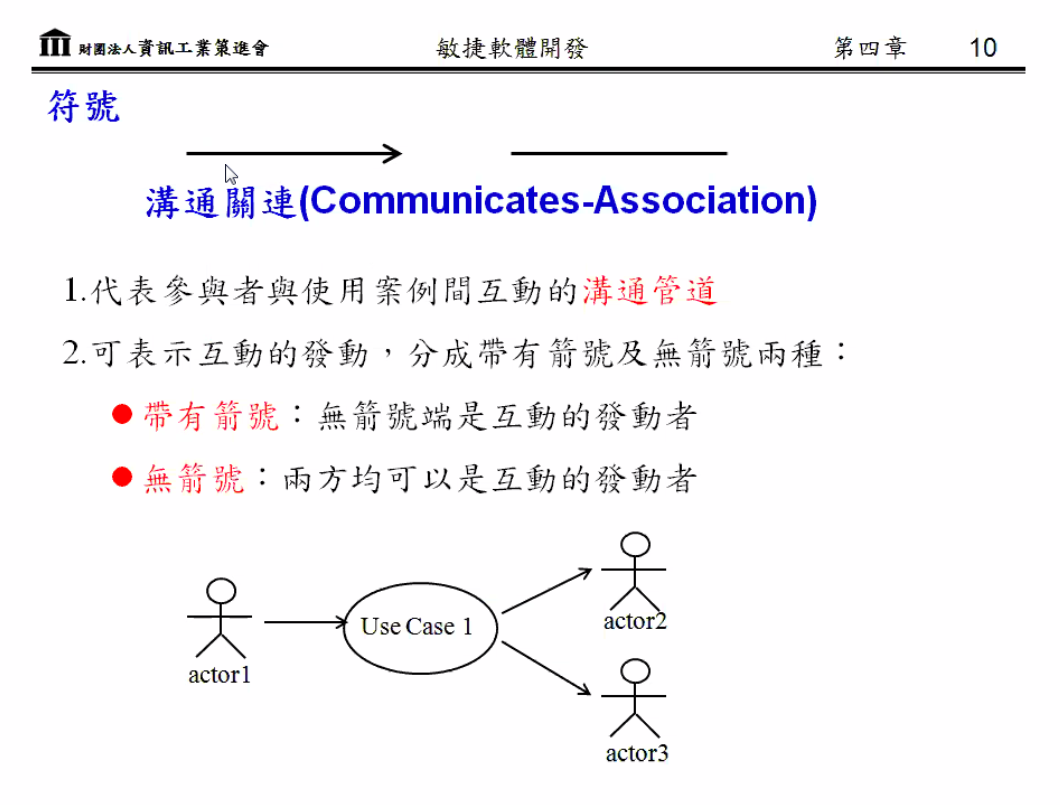 財團法人資訊工業策進會 敏捷軟體開發 第四章 10
符號
溝通關連(Communicates-Association)
1.代表參與者與使用案例間互動的溝通管道
2.可表示互動的發動，分成帶有箭號及無箭號兩種：
帶有箭號：無箭號端是互動的發動者
無箭號：兩方均可以是互動的發動者
actor1
Use Case 1
actor2
actor3